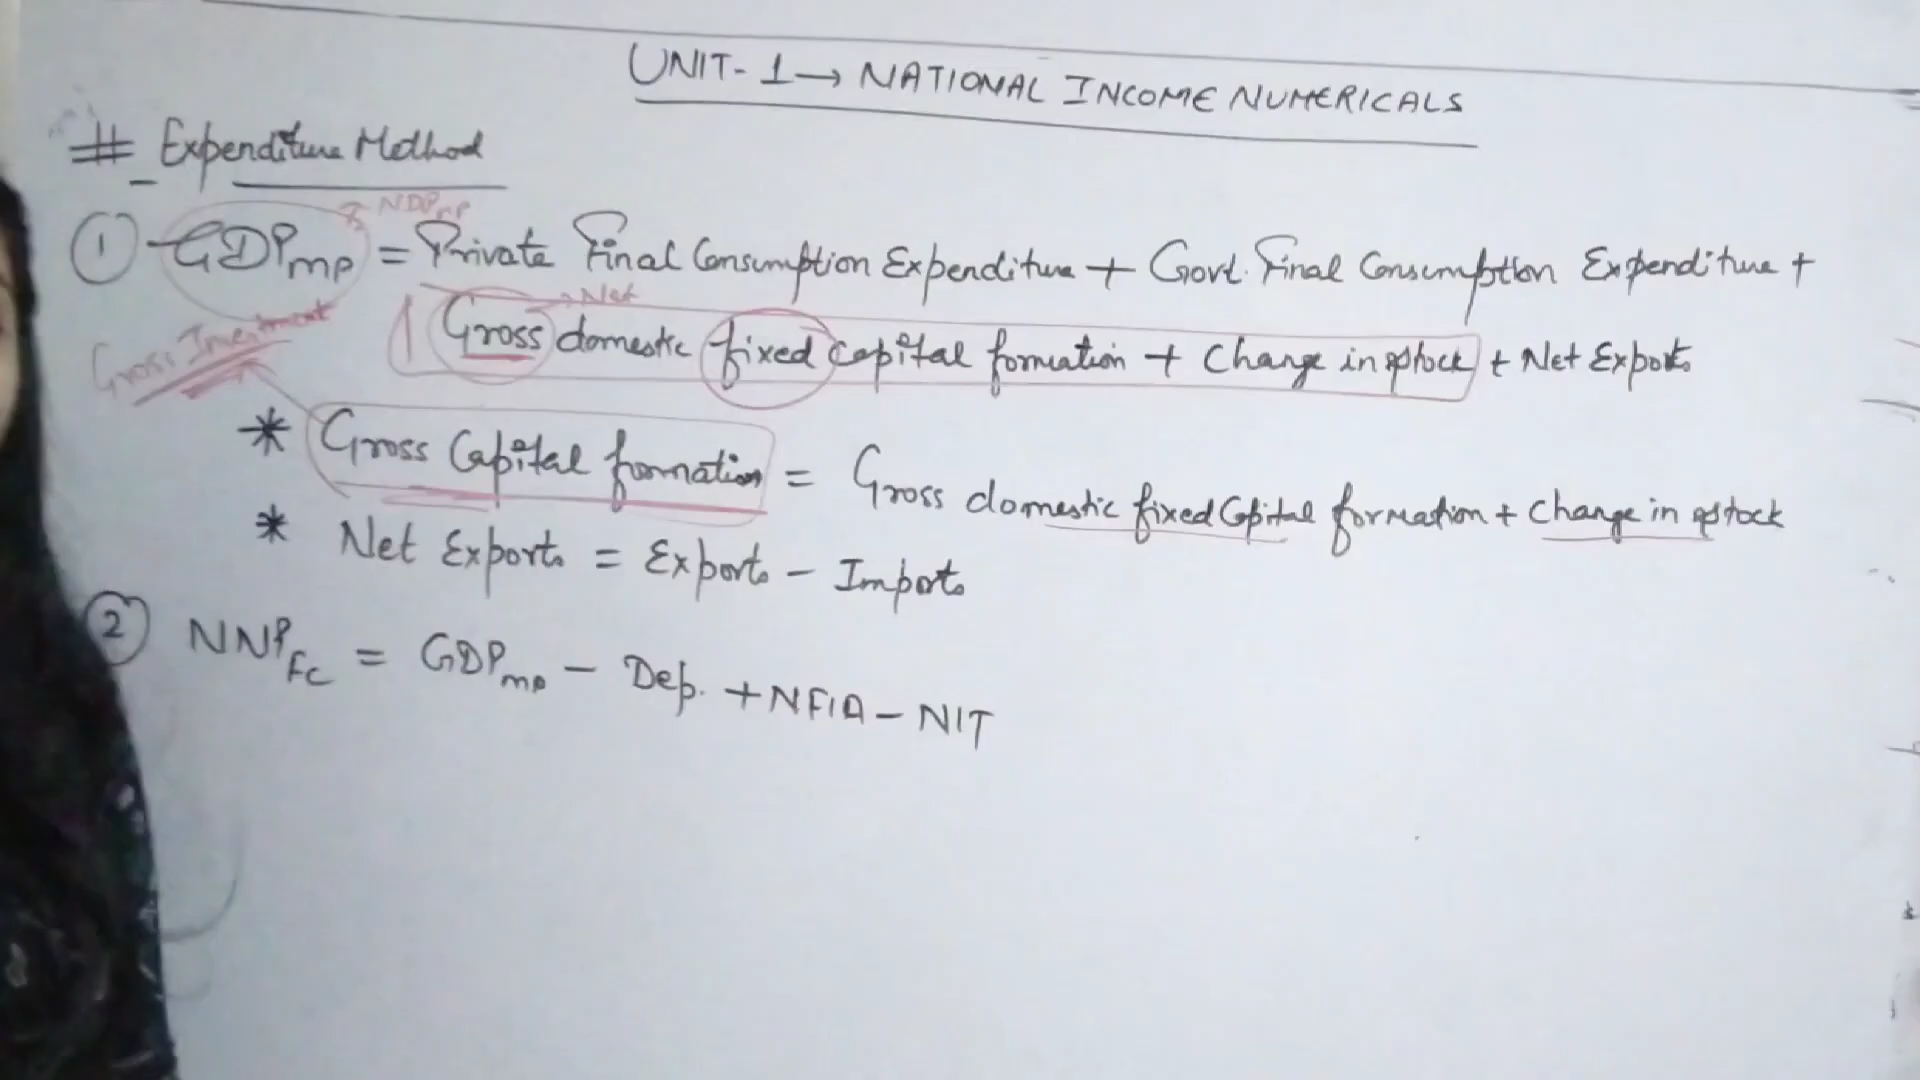 UNIT-1 → NATIONAL INCOME NUMERICALS
# Expenditure Method
NDPMP
① GDPMP = Private Final Consumption Expenditure + Govt. Final Consumption Expenditure +
Net
Gross domestic fixed capital formation + Change in stock + Net Exports
Gross Investment
* Gross Capital formation = Gross domestic fixed Capital formation + Change in stock
* Net Exports = Exports - Imports
② NNPFC = GDPMP - Dep. + NFIA - NIT